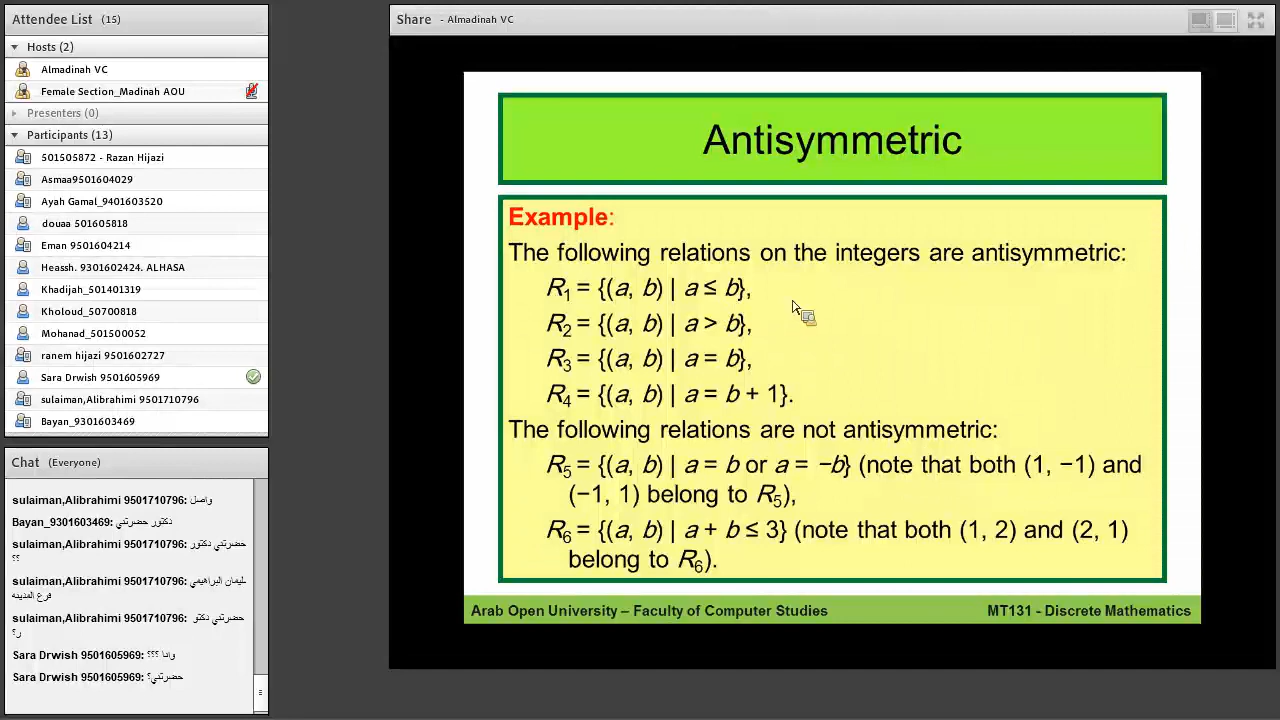 Attendee List (15)
Hosts (2)
Almadinah VC
Female Section_Madinah AOU
Presenters (0)
Participants (13)
501505872 - Razan Hijazi
Asmaa9501604029
Ayah Gamal_9401603520
douaa 501605818
Eman 9501604214
Heassh. 9301602424. ALHASA
Khadijah_501401319
Kholoud_50700818
Mohanad_501500052
ranem hijazi 9501602727
Sara Drwish 9501605969
sulaiman,Alibrahimi 9501710796
Bayan_9301603469
Chat (Everyone)
sulaiman,Alibrahimi 9501710796: واصل
Bayan_9301603469: دكتور حضرتني
sulaiman,Alibrahimi 9501710796: حضرتني دكتور
؟؟
sulaiman,Alibrahimi 9501710796: سليمان البراهيمي
فرع المدينه
sulaiman,Alibrahimi 9501710796: حضرتني دكتو
ر؟
Sara Drwish 9501605969: وانا ؟؟؟
Sara Drwish 9501605969: حضرتني؟
Share - Almadinah VC
Antisymmetric
Example:
The following relations on the integers are antisymmetric:
R1 = {(a, b) | a ≤ b},
R2 = {(a, b) | a > b},
R3 = {(a, b) | a = b},
R4 = {(a, b) | a = b + 1}.
The following relations are not antisymmetric:
R5 = {(a, b) | a = b or a = −b} (note that both (1, −1) and
(−1, 1) belong to R5),
R6 = {(a, b) | a + b ≤ 3} (note that both (1, 2) and (2, 1)
belong to R6).
Arab Open University – Faculty of Computer Studies
MT131 - Discrete Mathematics